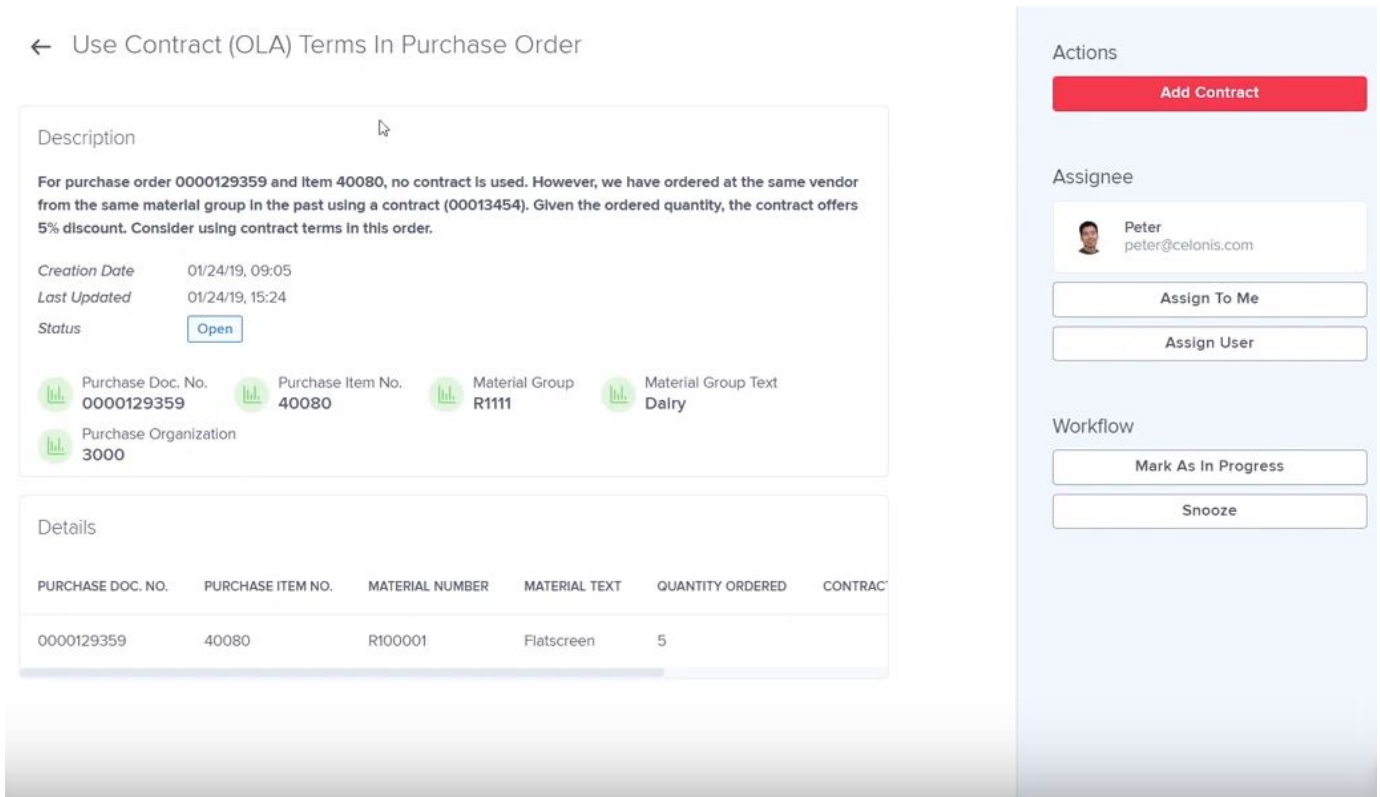 ← Use Contract (OLA) Terms In Purchase Order
Description
For purchase order 0000129359 and item 40080, no contract is used. However, we have ordered at the same vendor
from the same material group in the past using a contract (00013454). Given the ordered quantity, the contract offers
5% discount. Consider using contract terms in this order.
Creation Date 01/24/19, 09:05
Last Updated 01/24/19, 15:24
Status Open
Purchase Doc. No. Purchase Item No. Material Group Material Group Text
0000129359 40080 R1111 Dairy
Purchase Organization
3000
Details
PURCHASE DOC. NO. PURCHASE ITEM NO. MATERIAL NUMBER MATERIAL TEXT QUANTITY ORDERED CONTRAC
0000129359 40080 R100001 Flatscreen 5
Actions
Add Contract
Assignee
Peter
peter@celonis.com
Assign To Me
Assign User
Workflow
Mark As In Progress
Snooze